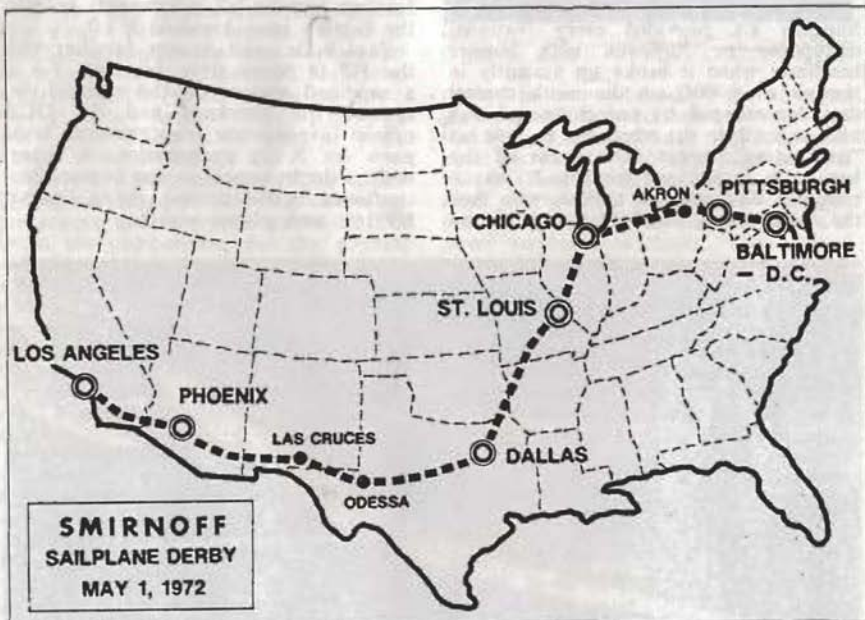 AKRON
PITTSBURGH
CHICAGO
BALTIMORE
— D.C.
ST. LOUIS
LOS ANGELES
PHOENIX
LAS CRUCES
DALLAS
ODESSA
SMIRNOFF
SAILPLANE DERBY
MAY 1, 1972